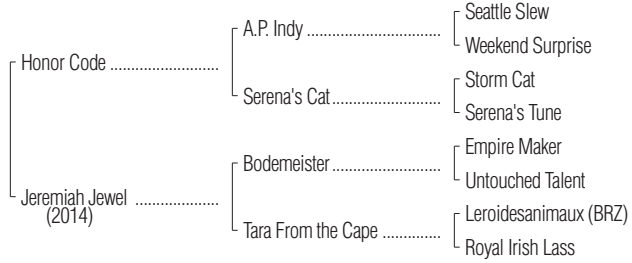 Seattle Slew
A.P. Indy ................................
Weekend Surprise
Honor Code ..........................
Storm Cat
Serena's Cat..........................
Serena's Tune
Empire Maker
Bodemeister ..........................
Untouched Talent
Jeremiah Jewel ....................
(2014)
Leroidesanimaux (BRZ)
Tara From the Cape ..............
Royal Irish Lass